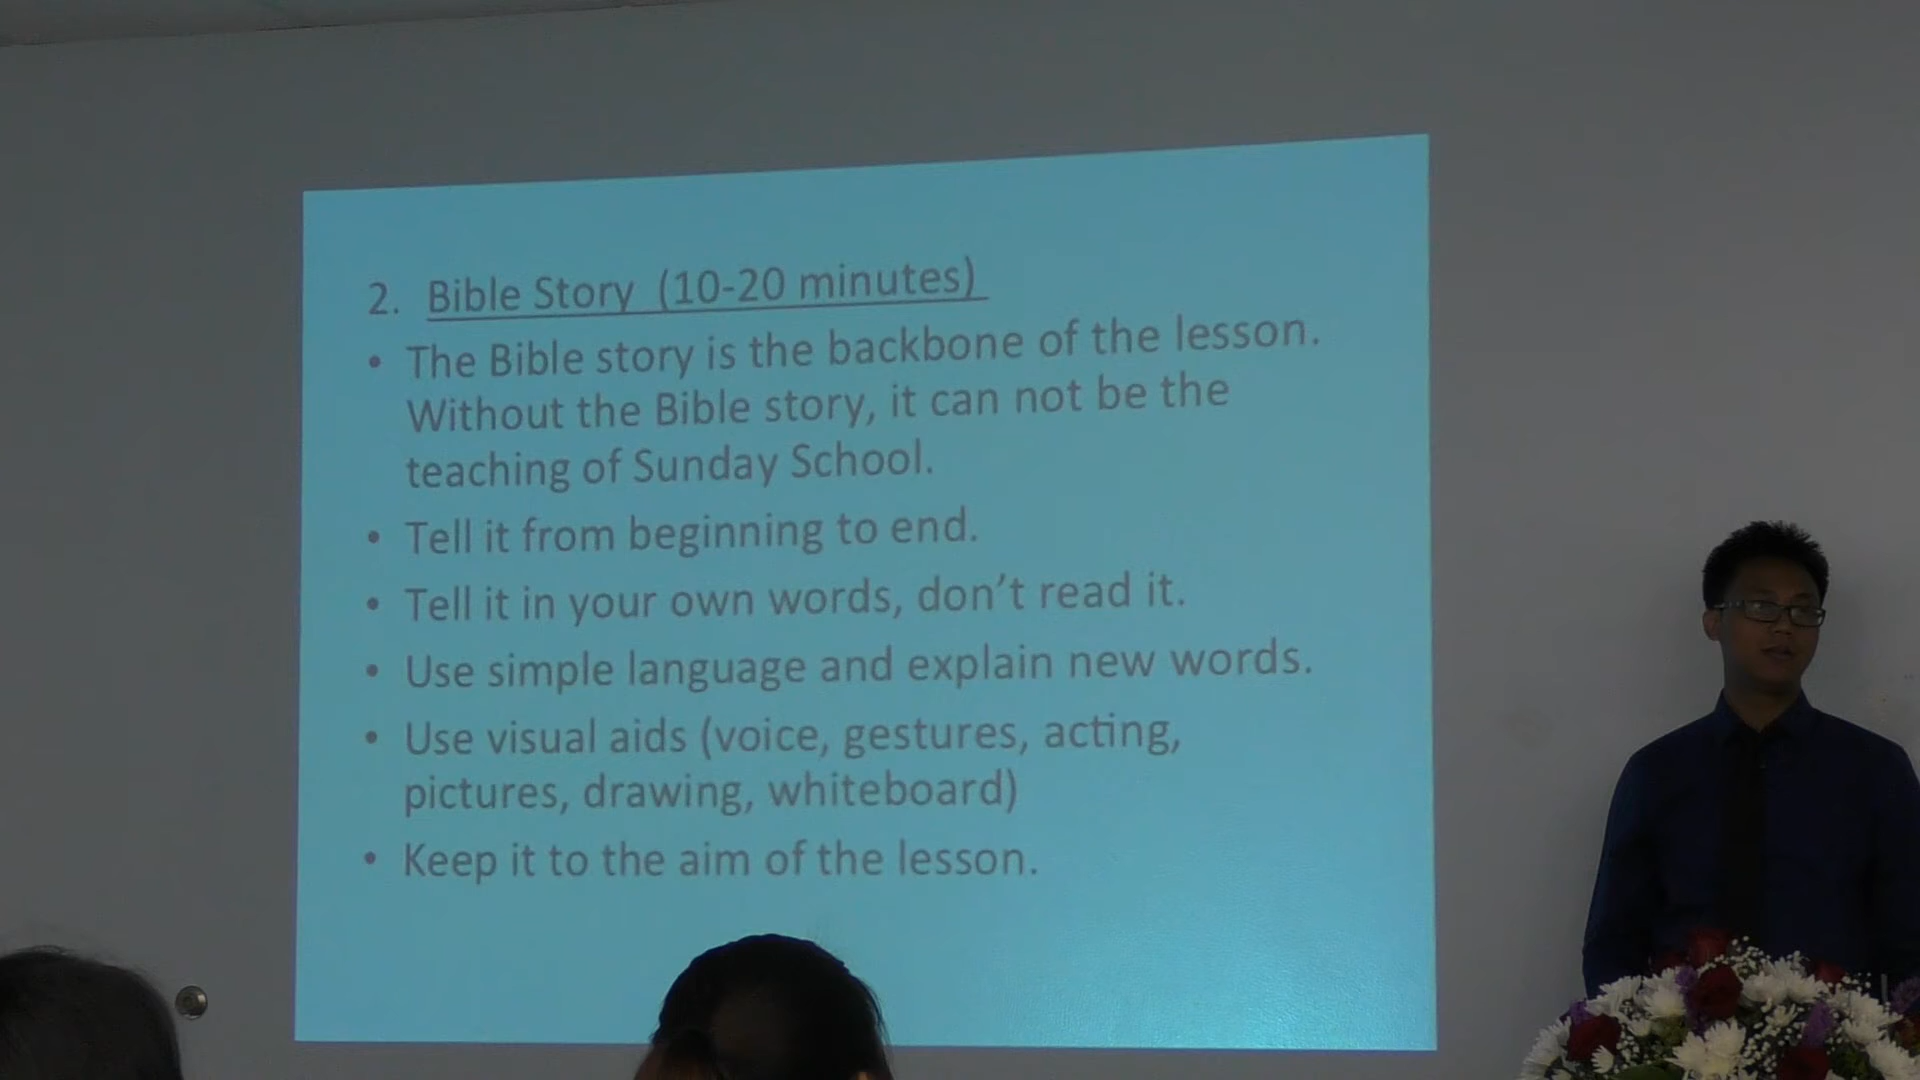 2. Bible Story (10-20 minutes)
• The Bible story is the backbone of the lesson.
Without the Bible story, it can not be the
teaching of Sunday School.
• Tell it from beginning to end.
• Tell it in your own words, don’t read it.
• Use simple language and explain new words.
• Use visual aids (voice, gestures, acting,
pictures, drawing, whiteboard)
• Keep it to the aim of the lesson.